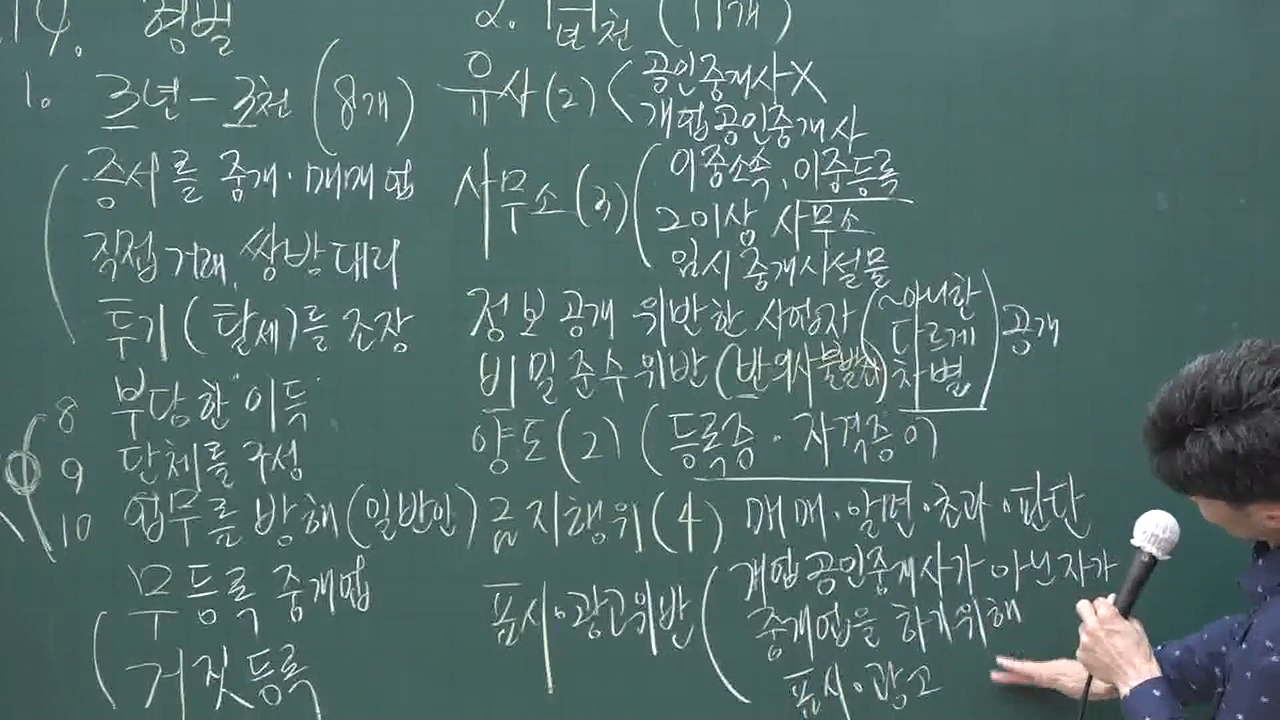 14. 형벌
1. 3년-3천 (8개)
증서를 중개·매매업
직접거래, 쌍방대리
투기(탈세)를 조장
8 부당한 이득
9 단체를 구성
10 업무를 방해(일반인)
무등록 중개업
거짓등록
2. 1년 1천 (11개)
유사(2) 공인중개사X
개업공인중개사
사무소(3) 이중소속, 이중등록
2이상 사무소
임시 중개시설물
정보공개 위반한 사업자 (~아니한
다르게
차별) 공개
비밀준수위반 (반의사불벌죄)
양도(2) (등록증·자격증
금지행위(4) 매매·알면·초과·판단
표시·광고위반 (개업공인중개사가 아닌자가
중개업을 하기위해
표시·광고